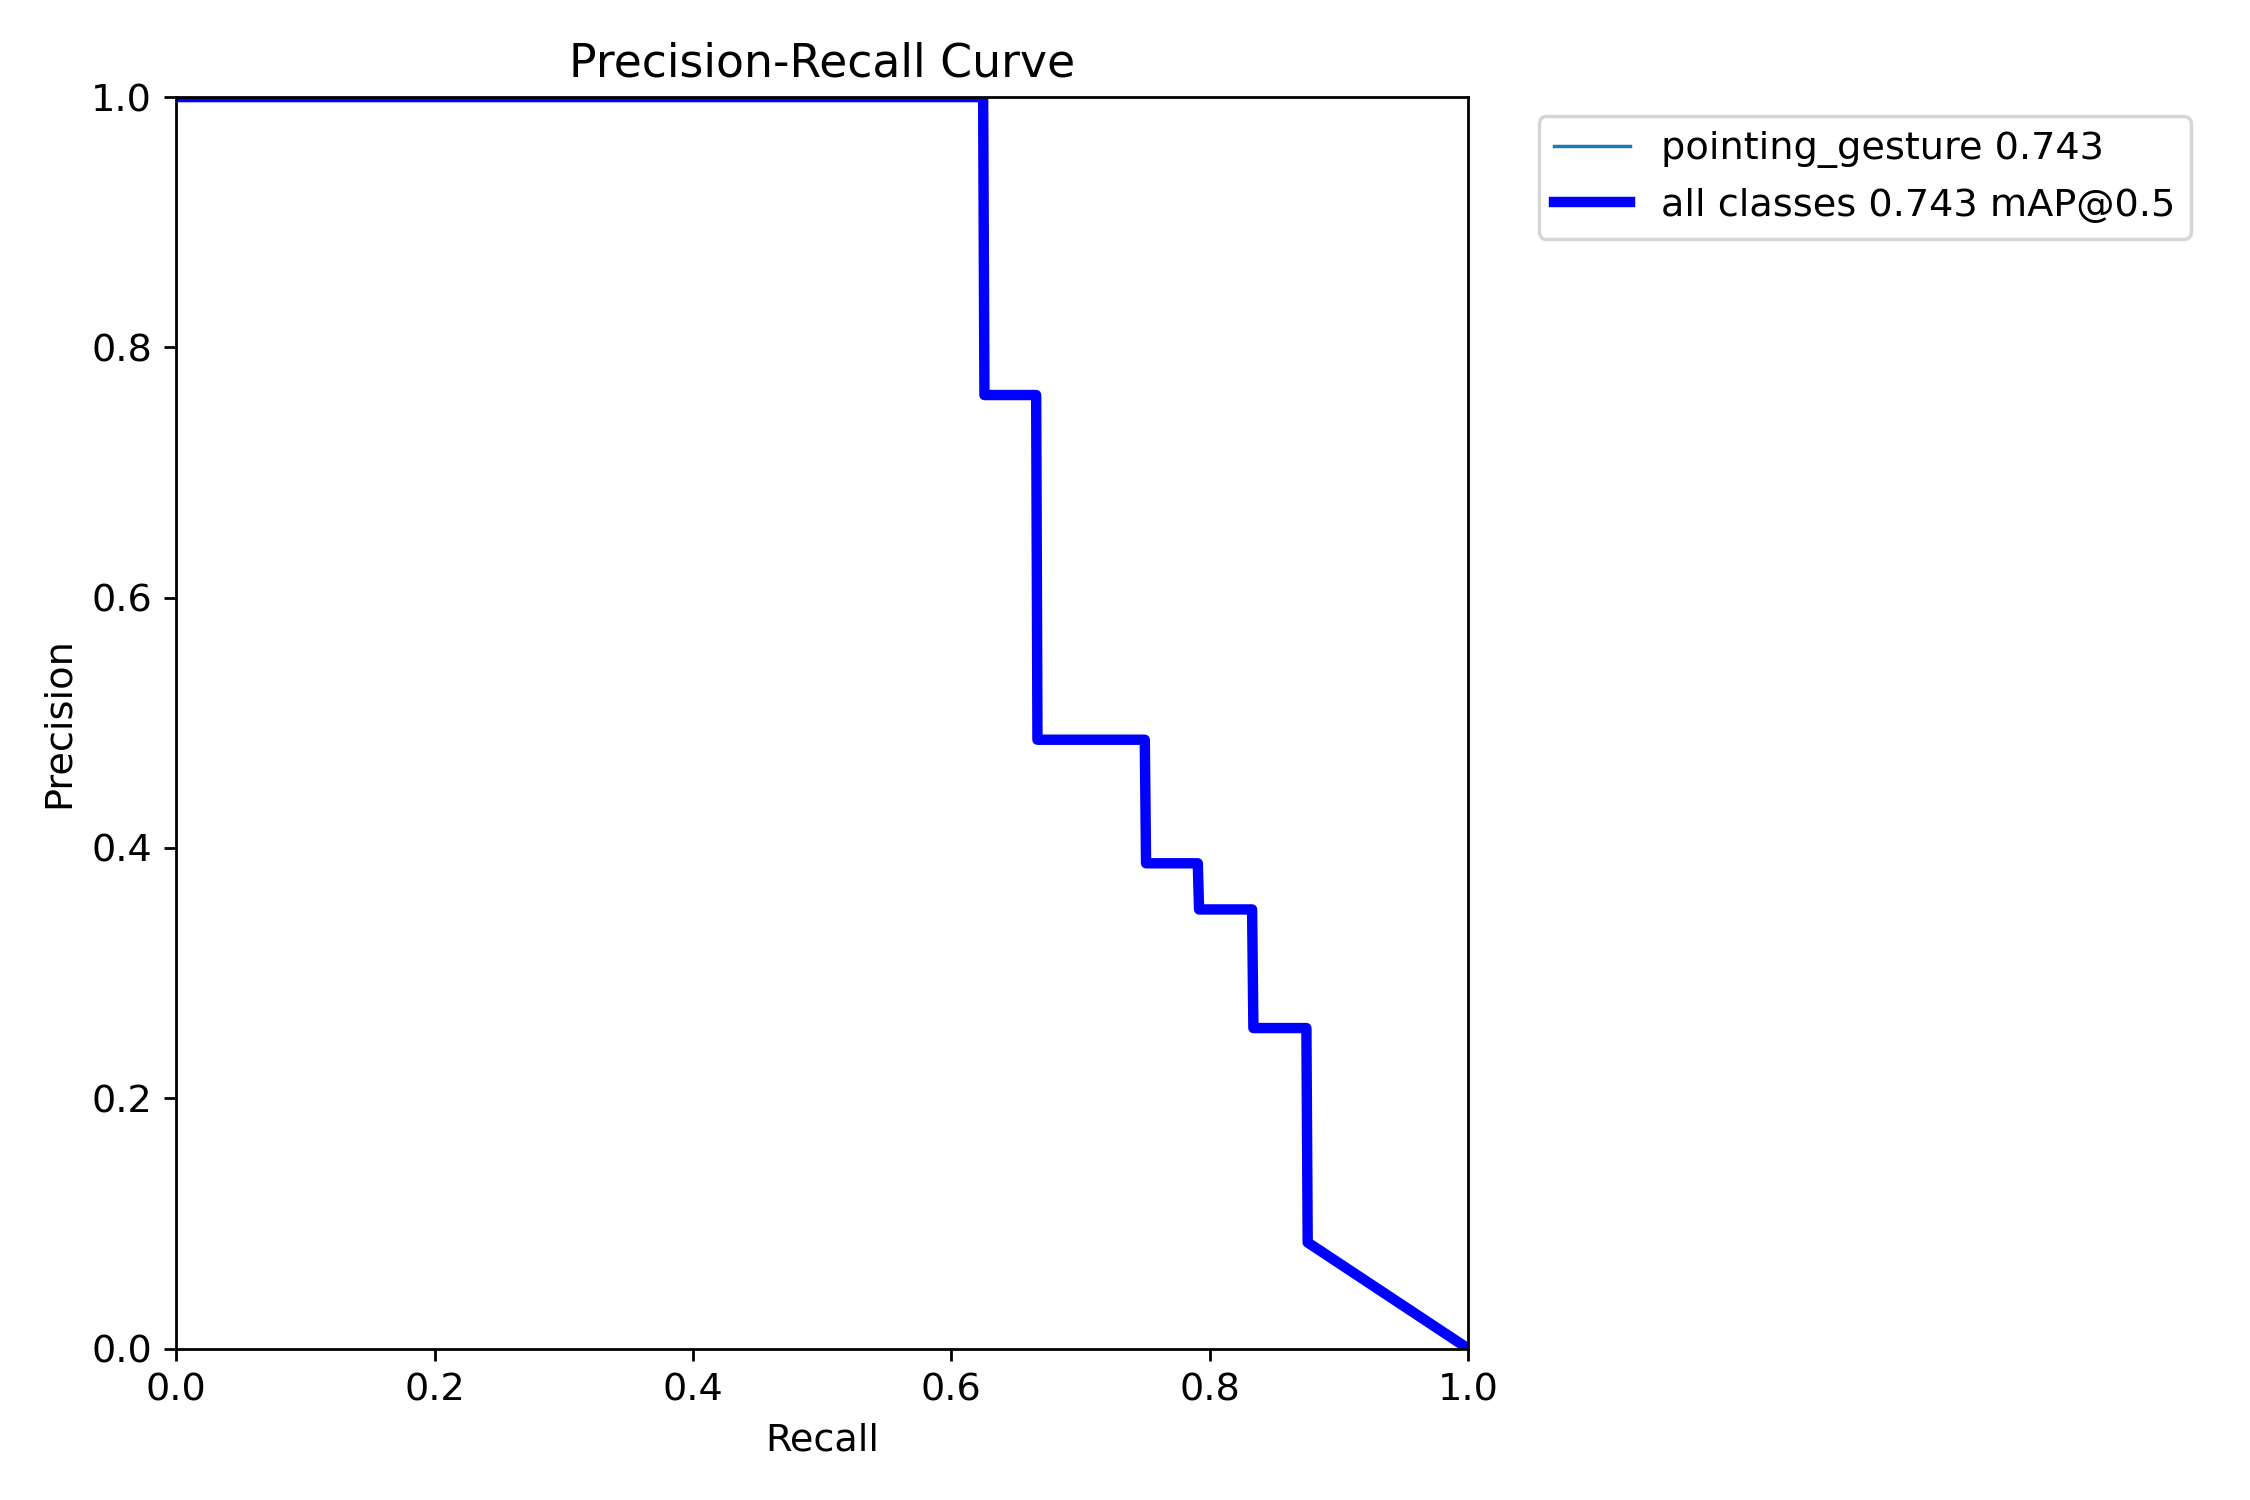 Precision-Recall Curve
1.0
0.8
0.6
0.4
0.2
0.0
Precision
0.0 0.2 0.4 0.6 0.8 1.0
Recall
pointing_gesture 0.743
all classes 0.743 mAP@0.5